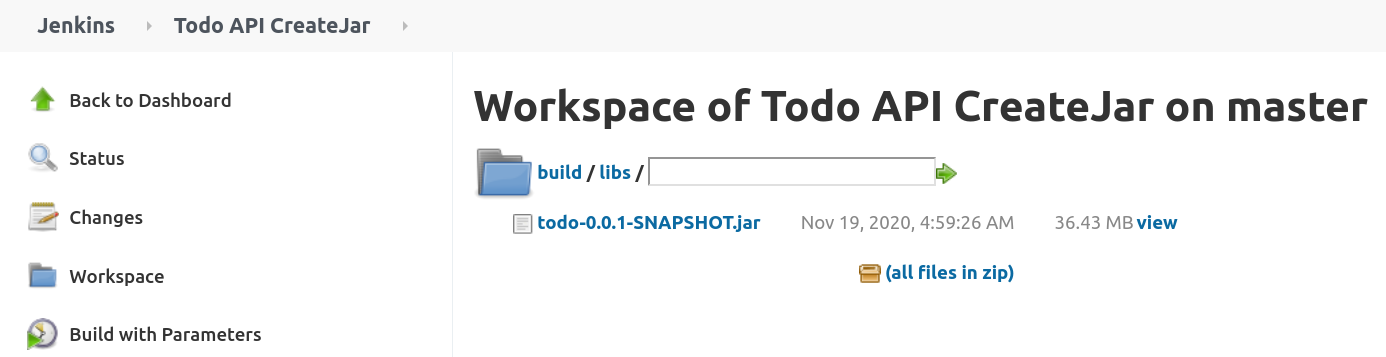 Jenkins Todo API CreateJar
Back to Dashboard
Status
Changes
Workspace
Build with Parameters
Workspace of Todo API CreateJar on master
build / libs /
todo-0.0.1-SNAPSHOT.jar Nov 19, 2020, 4:59:26 AM 36.43 MB view
(all files in zip)